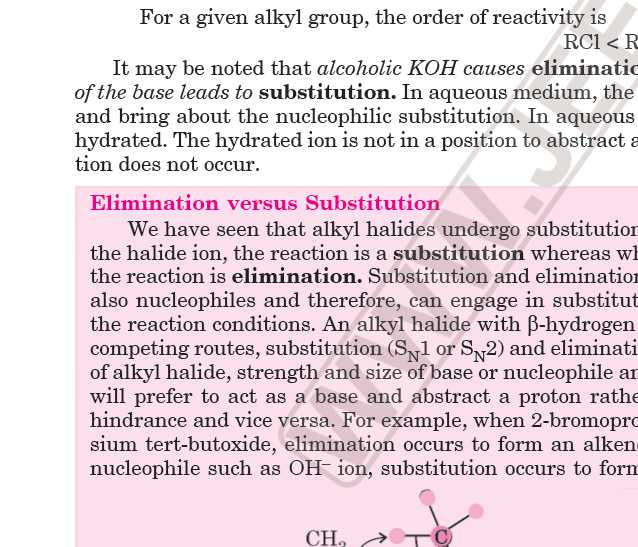 For a given alkyl group, the order of reactivity is
RCl < R
It may be noted that alcoholic KOH causes eliminatio
of the base leads to substitution. In aqueous medium, the
and bring about the nucleophilic substitution. In aqueous
hydrated. The hydrated ion is not in a position to abstract a
tion does not occur.
Elimination versus Substitution
We have seen that alkyl halides undergo substitution
the halide ion, the reaction is a substitution whereas wh
the reaction is elimination. Substitution and elimination
also nucleophiles and therefore, can engage in substitut
the reaction conditions. An alkyl halide with β-hydrogen
competing routes, substitution (SN1 or SN2) and eliminati
of alkyl halide, strength and size of base or nucleophile an
will prefer to act as a base and abstract a proton rathe
hindrance and vice versa. For example, when 2-bromopro
sium tert-butoxide, elimination occurs to form an alkene
nucleophile such as OH– ion, substitution occurs to form
CH3
C
WWW.JEE